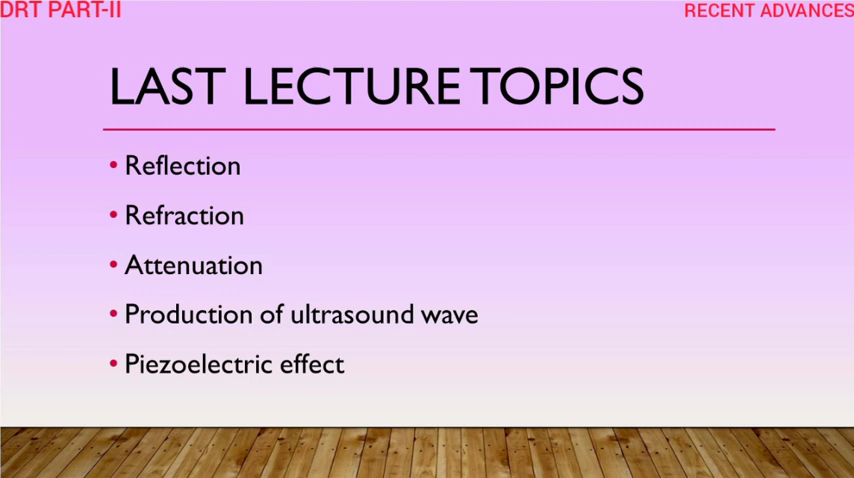 DRT PART-II
RECENT ADVANCES
LAST LECTURE TOPICS
• Reflection
• Refraction
• Attenuation
• Production of ultrasound wave
• Piezoelectric effect